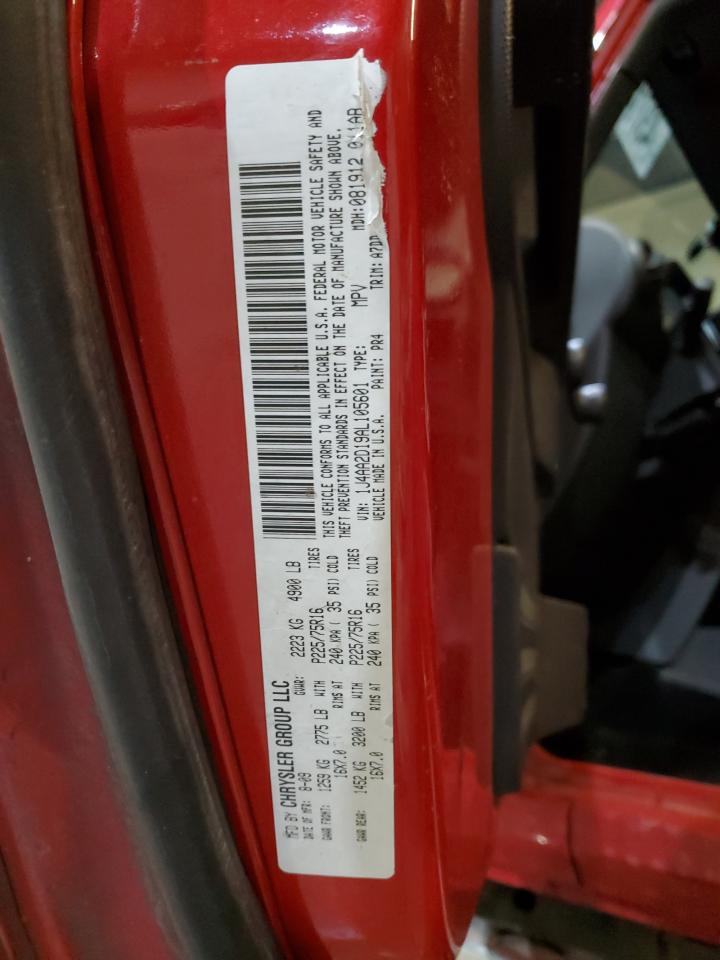 MFD BY CHRYSLER GROUP LLC
DATE OF MFR: 8-09 GVWR: 2223 KG 4900 LB
GAWR FRONT: 1259 KG 2775 LB WITH P225/75R16 TIRES
16X7.0 RIMS AT 240 KPA ( 35 PSI) COLD
GAWR REAR: 1452 KG 3200 LB WITH P225/75R16 TIRES
16X7.0 RIMS AT 240 KPA ( 35 PSI) COLD
THIS VEHICLE CONFORMS TO ALL APPLICABLE U.S.A. FEDERAL MOTOR VEHICLE SAFETY AND
THEFT PREVENTION STANDARDS IN EFFECT ON THE DATE OF MANUFACTURE SHOWN ABOVE.
VIN: 1J4AA2D19AL105601 TYPE: MPV MDH:081912
VEHICLE MADE IN U.S.A. PAINT: PR4 TRIM: